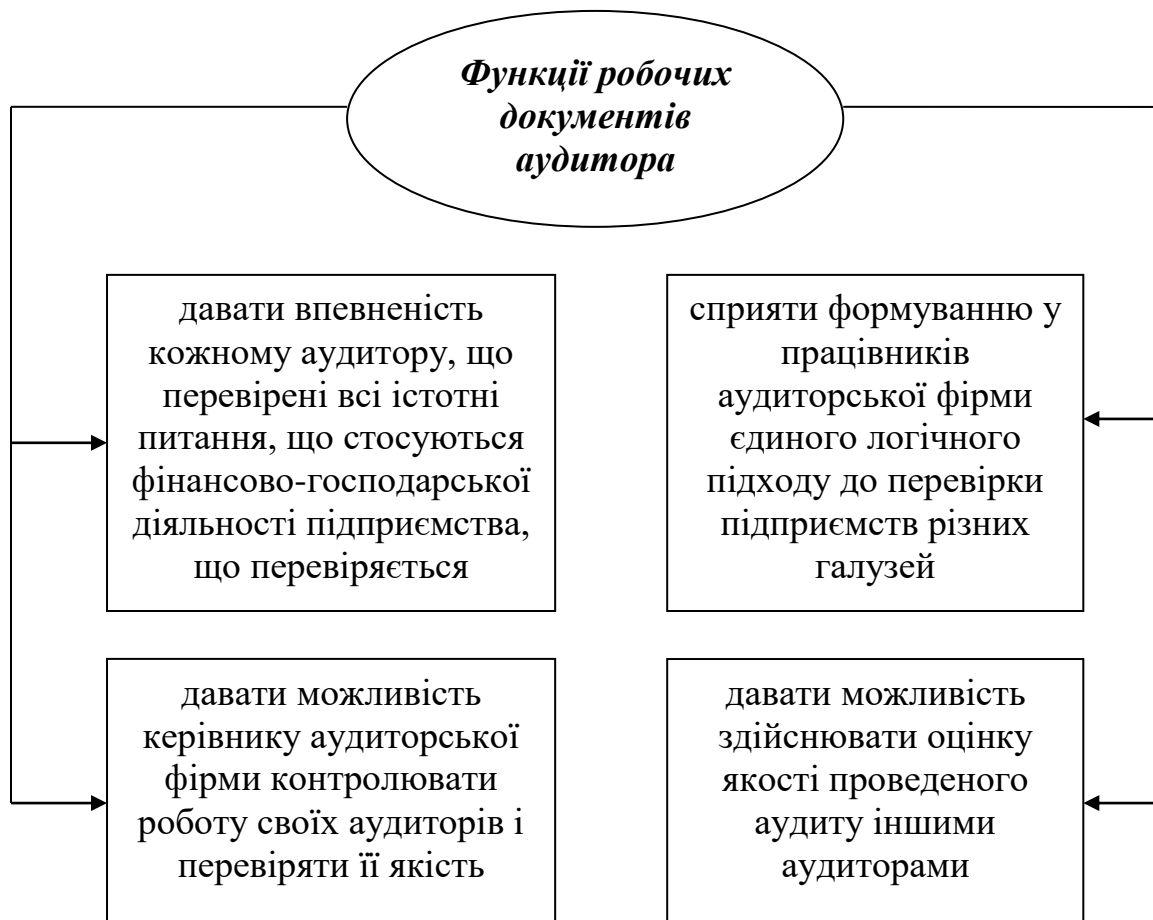 Функції робочих
документів
аудитора
давати впевненість
кожному аудитору, що
перевірені всі істотні
питання, що стосуються
фінансово-господарської
діяльності підприємства,
що перевіряється
сприяти формуванню у
працівників
аудиторської фірми
єдиного логічного
підходу до перевірки
підприємств різних
галузей
давати можливість
керівнику аудиторської
фірми контролювати
роботу своїх аудиторів і
перевіряти її якість
давати можливість
здійснювати оцінку
якості проведеного
аудиту іншими
аудиторами